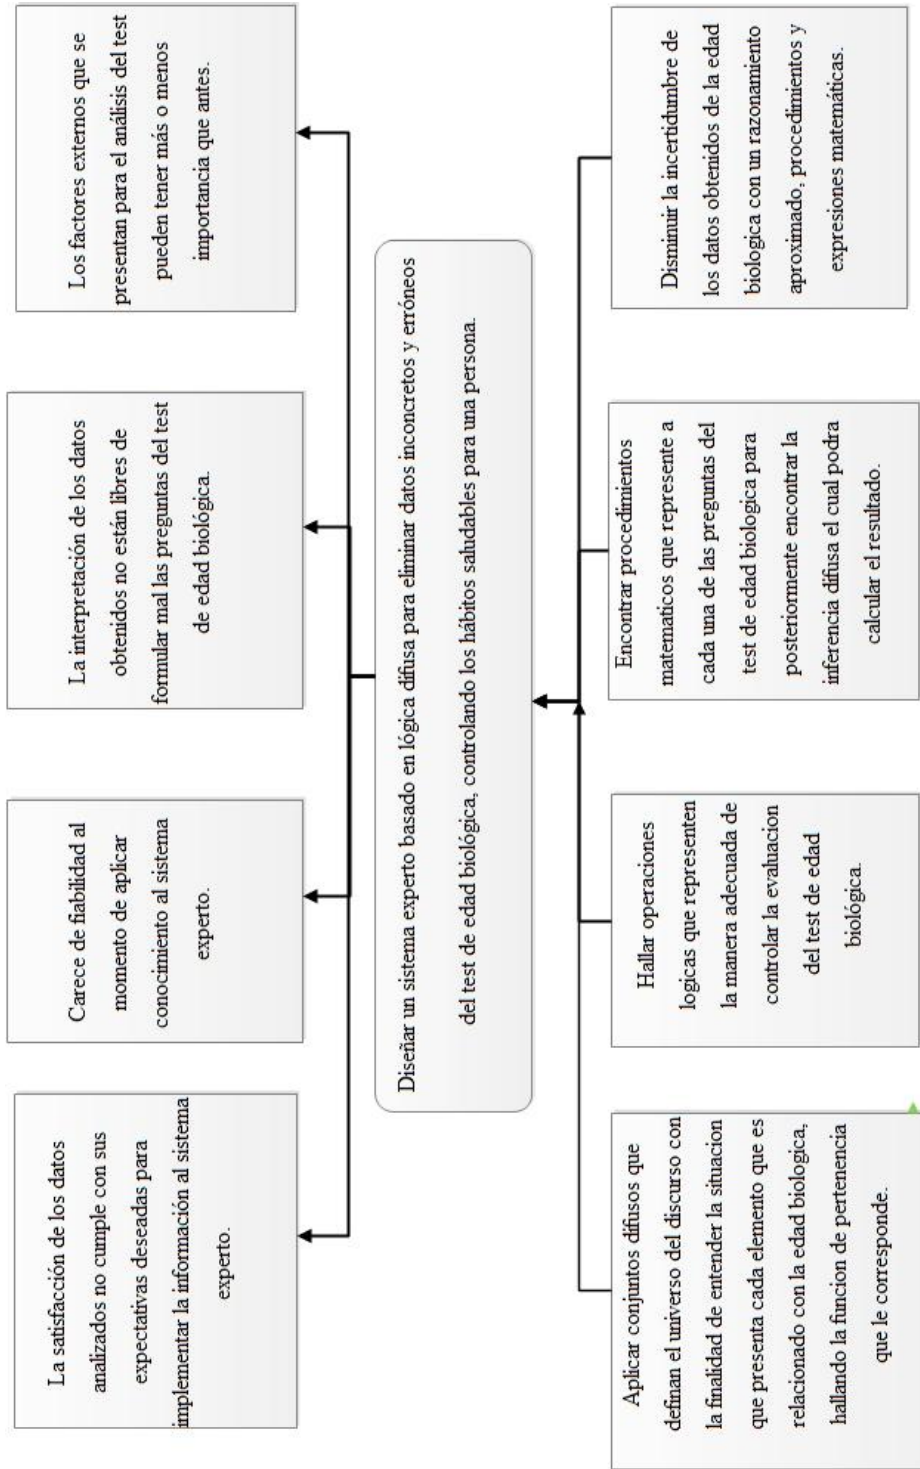 La satisfacción de los datos
analizados no cumple con sus
expectativas deseadas para
implementar la información al sistema
experto.
Carece de fiabilidad al
momento de aplicar
conocimiento al sistema
experto.
La interpretación de los datos
obtenidos no están libres de
formular mal las preguntas del test
de edad biológica.
Los factores externos que se
presentan para el análisis del test
pueden tener más o menos
importancia que antes.
Diseñar un sistema experto basado en lógica difusa para eliminar datos inconcretos y erróneos
del test de edad biológica, controlando los hábitos saludables para una persona.
Aplicar conjuntos difusos que
definan el universo del discurso con
la finalidad de entender la situacion
que presenta cada elemento que es
relacionado con la edad biologica,
hallando la funcion de pertenencia
que le corresponde.
Hallar operaciones
logicas que representen
la manera adecuada de
controlar la evaluacion
del test de edad
biológica.
Encontrar procedimientos
matematicos que represente a
cada una de las preguntas del
test de edad biologica para
posteriormente encontrar la
inferencia difusa el cual podra
calcular el resultado.
Disminuir la incertidumbre de
los datos obtenidos de la edad
biologica con un razonamiento
aproximado, procedimientos y
expresiones matemáticas.